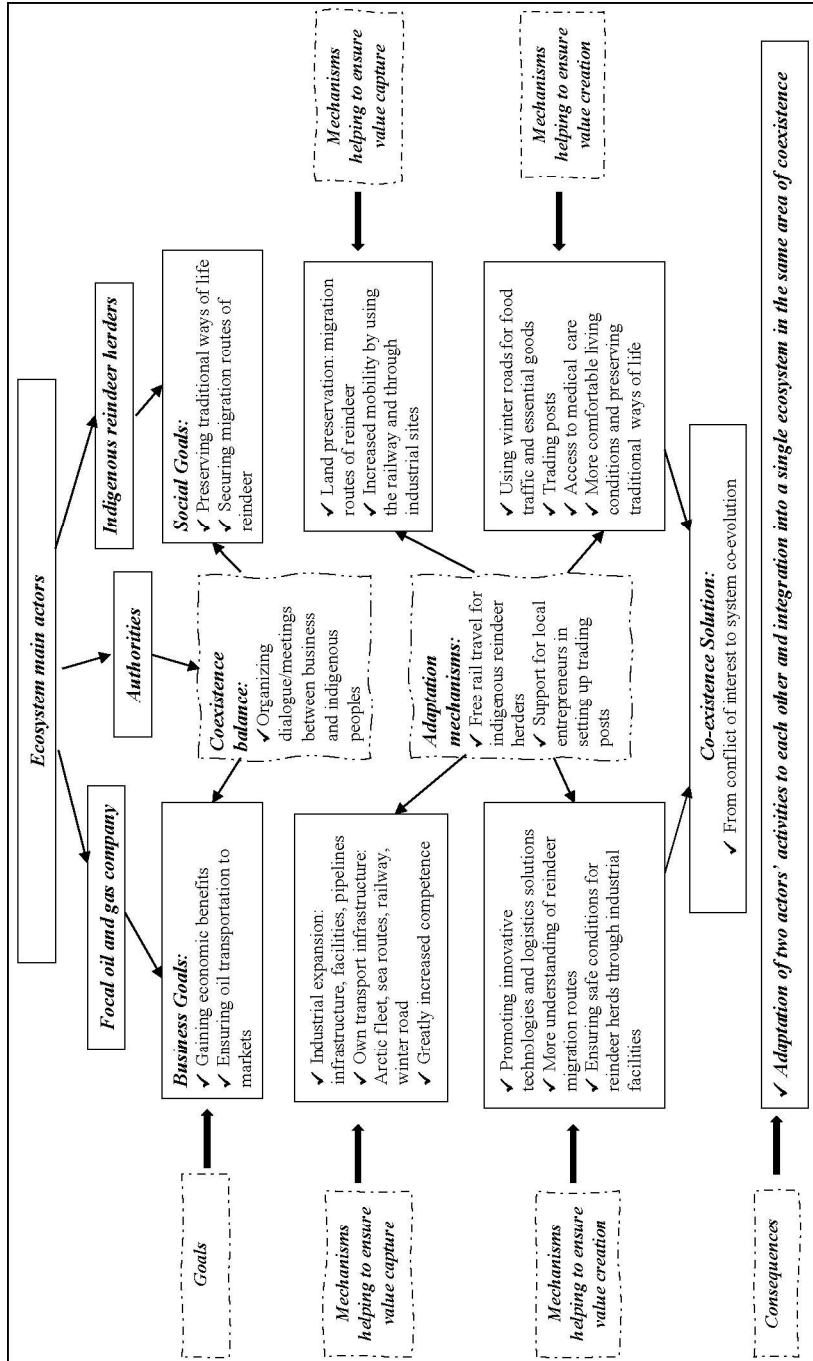 Ecosystem main actors
Focal oil and gas company
Authorities
Indigenous reindeer herders
Goals
Business Goals:
✓ Gaining economic benefits
✓ Ensuring oil transportation to
markets
Coexistence
balance:
✓ Organizing
dialogue/meetings
between business
and indigenous
peoples
Social Goals:
✓ Preserving traditional ways of life
✓ Securing migration routes of
reindeer
Mechanisms
helping to ensure
value capture
✓ Industrial expansion:
infrastructure, facilities, pipelines
✓ Own transport infrastructure:
Arctic fleet, sea routes, railway,
winter road
✓ Greatly increased competence
Adaptation
mechanisms:
✓ Free rail travel for
indigenous reindeer
herders
✓ Support for local
entrepreneurs in
setting up trading
posts
✓ Land preservation: migration
routes of reindeer
✓ Increased mobility by using
the railway and through
industrial sites
Mechanisms
helping to ensure
value capture
Mechanisms
helping to ensure
value creation
✓ Promoting innovative
technologies and logistics solutions
✓ More understanding of reindeer
migration routes
✓ Ensuring safe conditions for
reindeer herds through industrial
facilities
✓ Using winter roads for food
traffic and essential goods
✓ Trading posts
✓ Access to medical care
✓ More comfortable living
conditions and preserving
traditional ways of life
Mechanisms
helping to ensure
value creation
Co-existence Solution:
✓ From conflict of interest to system co-evolution
Consequences
✓ Adaptation of two actors' activities to each other and integration into a single ecosystem in the same area of coexistence